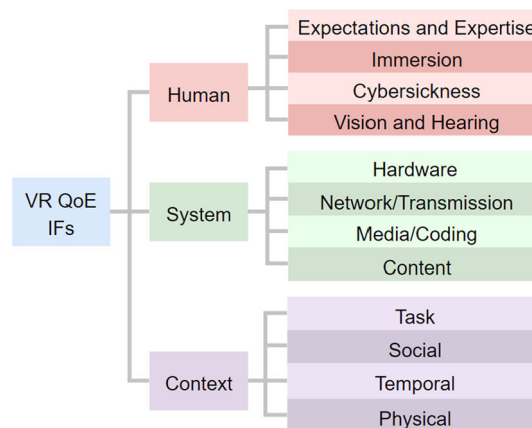 VR QoE
IFs
Human
Expectations and Expertise
Immersion
Cybersickness
Vision and Hearing
System
Hardware
Network/Transmission
Media/Coding
Content
Context
Task
Social
Temporal
Physical